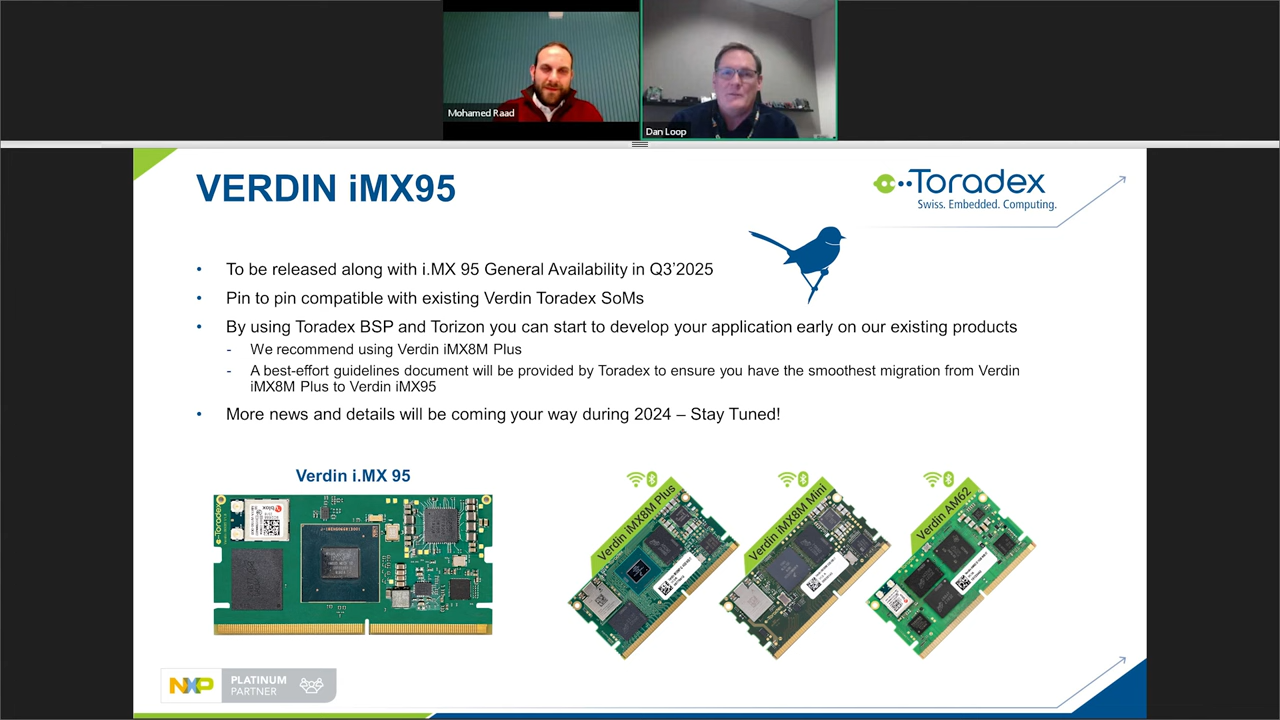 Mohamed Raad
Dan Loop
VERDIN iMX95
Toradex
Swiss. Embedded. Computing.
• To be released along with i.MX 95 General Availability in Q3'2025
• Pin to pin compatible with existing Verdin Toradex SoMs
• By using Toradex BSP and Torizon you can start to develop your application early on our existing products
- We recommend using Verdin iMX8M Plus
- A best-effort guidelines document will be provided by Toradex to ensure you have the smoothest migration from Verdin
iMX8M Plus to Verdin iMX95
• More news and details will be coming your way during 2024 – Stay Tuned!
Verdin i.MX 95
Toradex
Verdin iMX8M Plus
Verdin iMX8M Mini
Verdin AM62
NXP
PLATINUM
PARTNER